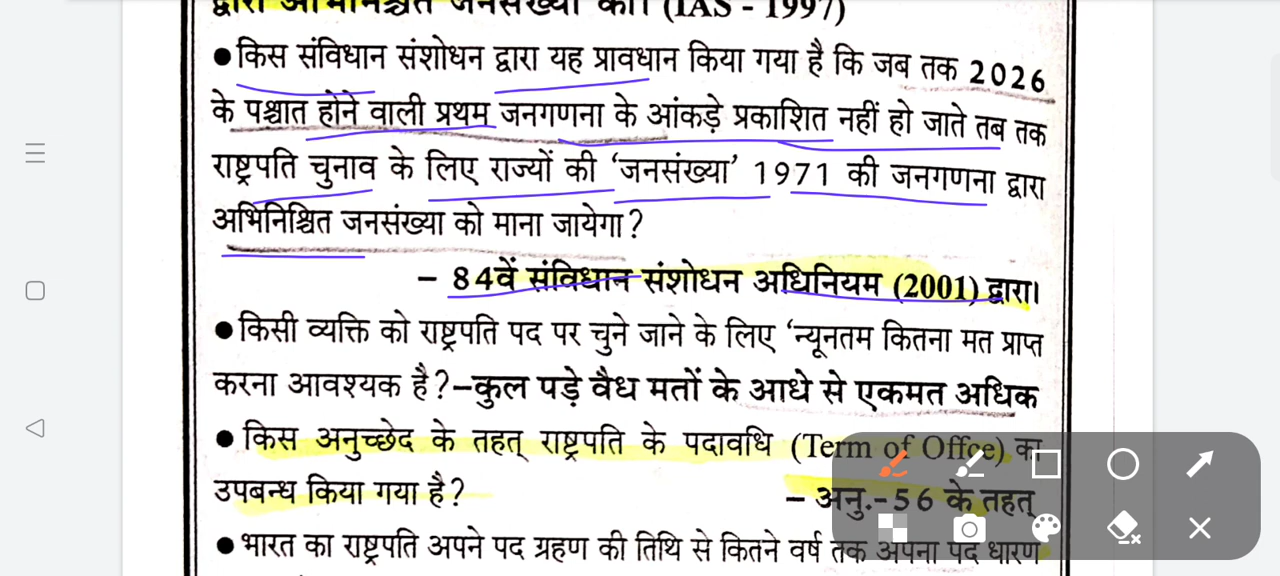 द्वारा अभिनिश्चित जनसंख्या को। (IAS - 1997)
●किस संविधान संशोधन द्वारा यह प्रावधान किया गया है कि जब तक 2026
के पश्चात होने वाली प्रथम जनगणना के आंकड़े प्रकाशित नहीं हो जाते तब तक
राष्ट्रपति चुनाव के लिए राज्यों की ‘जनसंख्या’ 1971 की जनगणना द्वारा
अभिनिश्चित जनसंख्या को माना जायेगा?
– 84वें संविधान संशोधन अधिनियम (2001) द्वारा।
●किसी व्यक्ति को राष्ट्रपति पद पर चुने जाने के लिए ‘न्यूनतम कितना मत प्राप्त
करना आवश्यक है?–कुल पड़े वैध मतों के आधे से एकमत अधिक
● किस अनुच्छेद के तहत् राष्ट्रपति के पदावधि (Term of Offce) का
उपबन्ध किया गया है? – अनु.-56 के तहत्
●भारत का राष्ट्रपति अपने पद ग्रहण की तिथि से कितने वर्ष तक अपना पद धारण